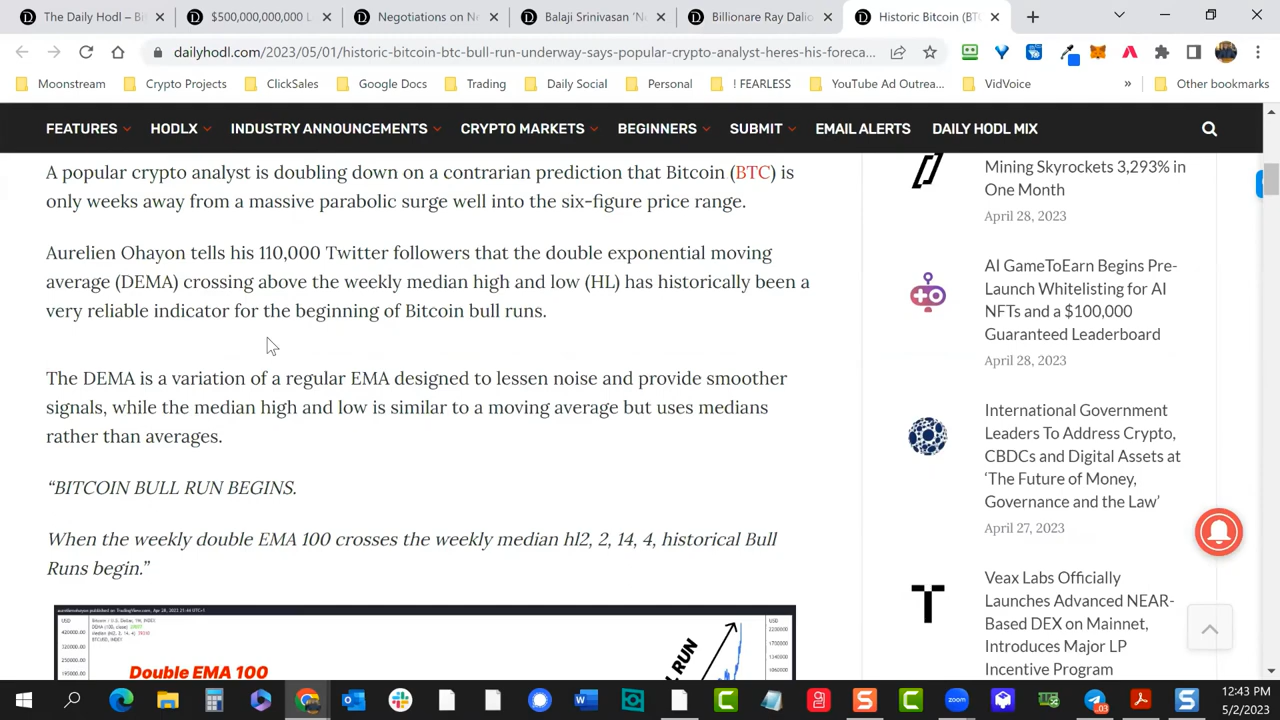 The Daily Hodl – Bi
$500,000,000,000 L
Negotiations on N
Balaji Srinivasan 'N
Billionare Ray Dalio
Historic Bitcoin (BT
dailyhodl.com/2023/05/01/historic-bitcoin-btc-bull-run-underway-says-popular-crypto-analyst-heres-his-foreca...
Moonstream
Crypto Projects
ClickSales
Google Docs
Trading
Daily Social
Personal
! FEARLESS
YouTube Ad Outrea...
VidVoice
»
Other bookmarks
FEATURES
HODLX
INDUSTRY ANNOUNCEMENTS
CRYPTO MARKETS
BEGINNERS
SUBMIT
EMAIL ALERTS
DAILY HODL MIX
A popular crypto analyst is doubling down on a contrarian prediction that Bitcoin (BTC) is
only weeks away from a massive parabolic surge well into the six-figure price range.
Aurelien Ohayon tells his 110,000 Twitter followers that the double exponential moving
average (DEMA) crossing above the weekly median high and low (HL) has historically been a
very reliable indicator for the beginning of Bitcoin bull runs.
The DEMA is a variation of a regular EMA designed to lessen noise and provide smoother
signals, while the median high and low is similar to a moving average but uses medians
rather than averages.
“BITCOIN BULL RUN BEGINS.
When the weekly double EMA 100 crosses the weekly median hl2, 2, 14, 4, historical Bull
Runs begin.”
USD
Double EMA 100
RUN
USD
Mining Skyrockets 3,293% in
One Month
April 28, 2023
AI GameToEarn Begins Pre-
Launch Whitelisting for AI
NFTs and a $100,000
Guaranteed Leaderboard
April 28, 2023
International Government
Leaders To Address Crypto,
CBDCs and Digital Assets at
‘The Future of Money,
Governance and the Law’
April 27, 2023
Veax Labs Officially
Launches Advanced NEAR-
Based DEX on Mainnet,
Introduces Major LP
Incentive Program
12:43 PM
5/2/2023